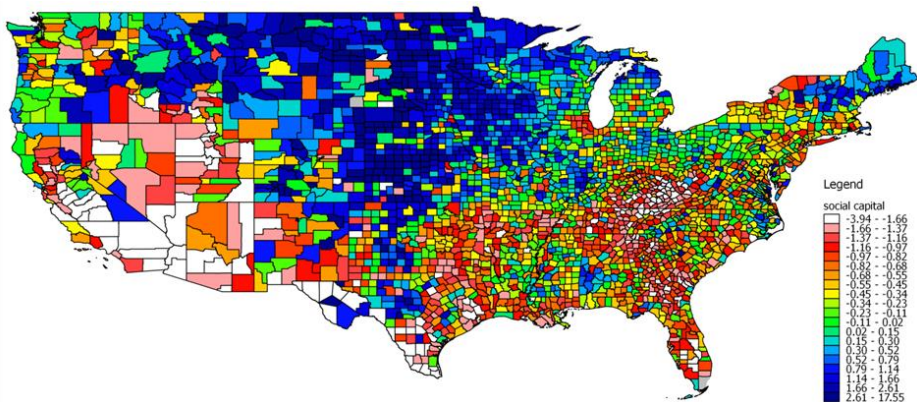 Legend
social capital
-3.94 - -1.66
-1.66 - -1.37
-1.37 - -1.16
-1.16 - -0.97
-0.97 - -0.82
-0.82 - -0.68
-0.68 - -0.55
-0.55 - -0.45
-0.45 - -0.34
-0.34 - -0.23
-0.23 - -0.11
-0.11 - 0.02
0.02 - 0.15
0.15 - 0.30
0.30 - 0.52
0.52 - 0.79
0.79 - 1.14
1.14 - 1.66
1.66 - 2.61
2.61 - 17.55